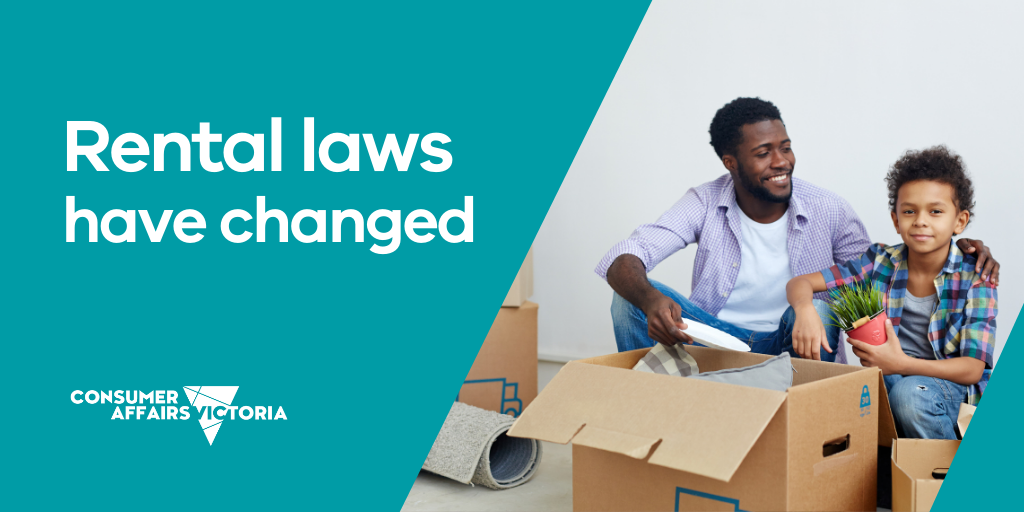 Rental laws
have changed
CONSUMER
AFFAIRS VICTORIA